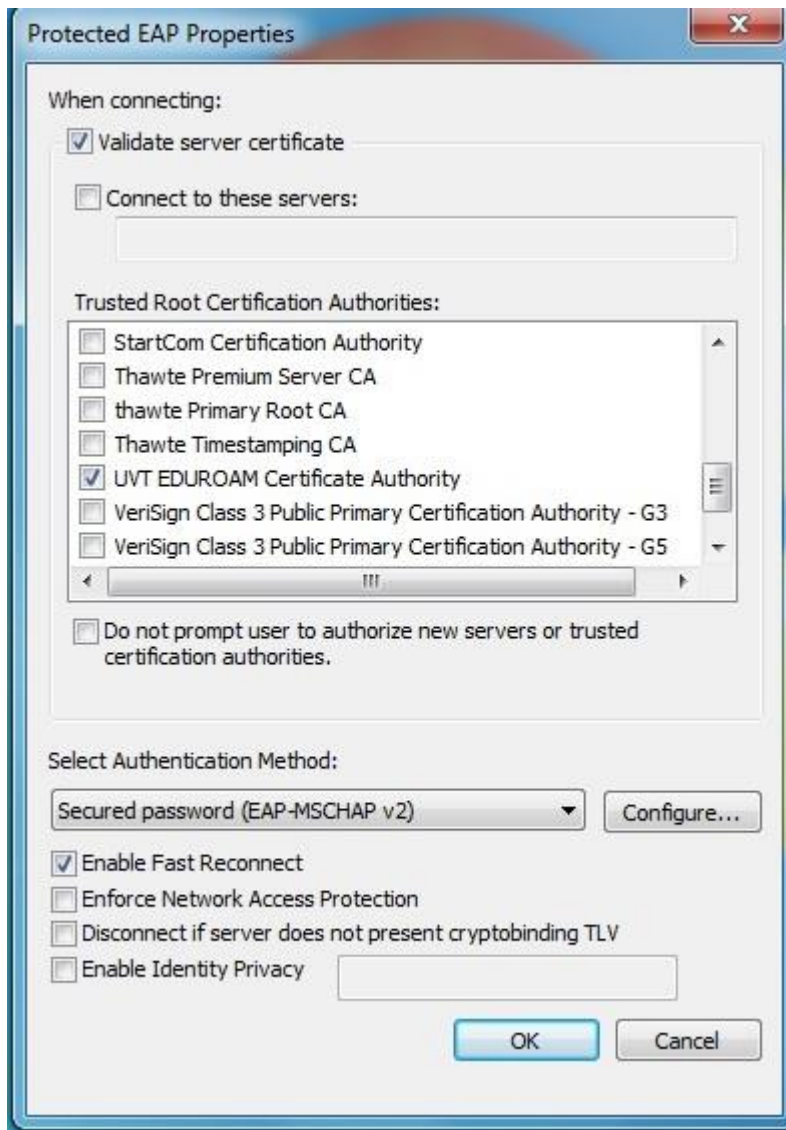 Protected EAP Properties
When connecting:
Validate server certificate
Connect to these servers:
Trusted Root Certification Authorities:
StartCom Certification Authority
Thawte Premium Server CA
thawte Primary Root CA
Thawte Timestamping CA
UVT EDUROAM Certificate Authority
VeriSign Class 3 Public Primary Certification Authority - G3
VeriSign Class 3 Public Primary Certification Authority - G5
Do not prompt user to authorize new servers or trusted
certification authorities.
Select Authentication Method:
Secured password (EAP-MSCHAP v2)
Configure...
Enable Fast Reconnect
Enforce Network Access Protection
Disconnect if server does not present cryptobinding TLV
Enable Identity Privacy
OK
Cancel